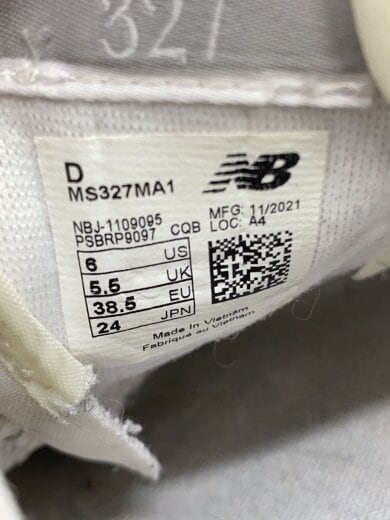 327
D
MS327MA1
NB
NBJ-1109095
PSBRP9097 CQB
MFG: 11/2021
LOC: A4
6 US
5.5 UK
38.5 EU
24 JPN
Made In Vietnam
Fabriqué au Vietnam